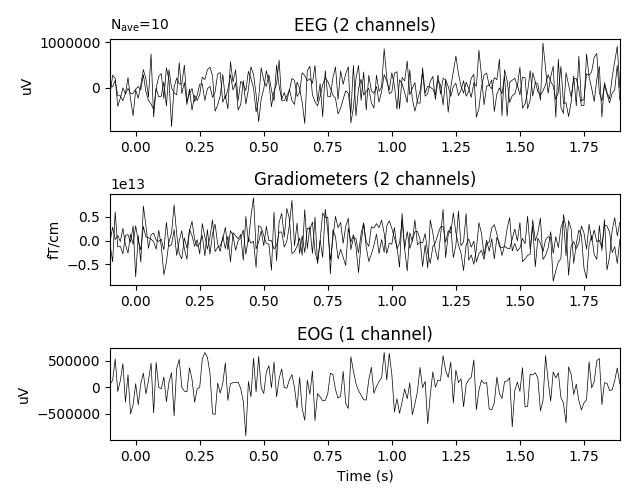 N_ave=10
EEG (2 channels)
1000000
0
uV
0.00 0.25 0.50 0.75 1.00 1.25 1.50 1.75
1e13
Gradiometers (2 channels)
0.5
0.0
−0.5
fT/cm
0.00 0.25 0.50 0.75 1.00 1.25 1.50 1.75
EOG (1 channel)
500000
0
−500000
uV
0.00 0.25 0.50 0.75 1.00 1.25 1.50 1.75
Time (s)